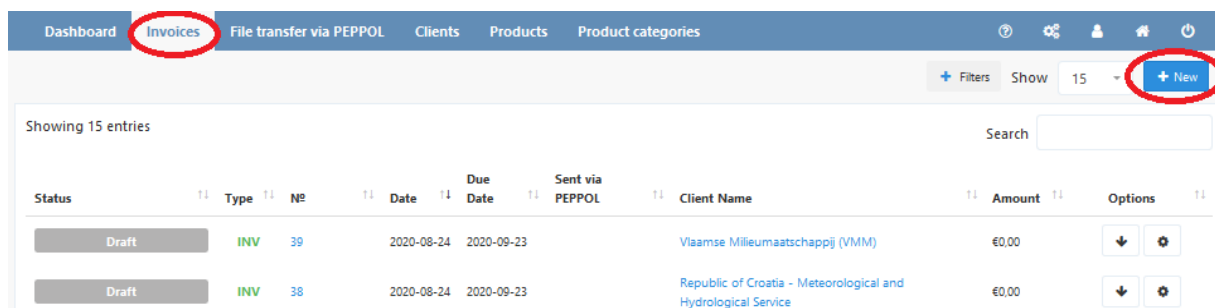 Dashboard Invoices File transfer via PEPPOL Clients Products Product categories
+ Filters Show 15 + New
Showing 15 entries
Search
Status Type Nº Date Due Date Sent via PEPPOL Client Name Amount Options
Draft INV 39 2020-08-24 2020-09-23 Vlaamse Milieumaatschappij (VMM) €0,00
Draft INV 38 2020-08-24 2020-09-23 Republic of Croatia - Meteorological and
Hydrological Service €0,00